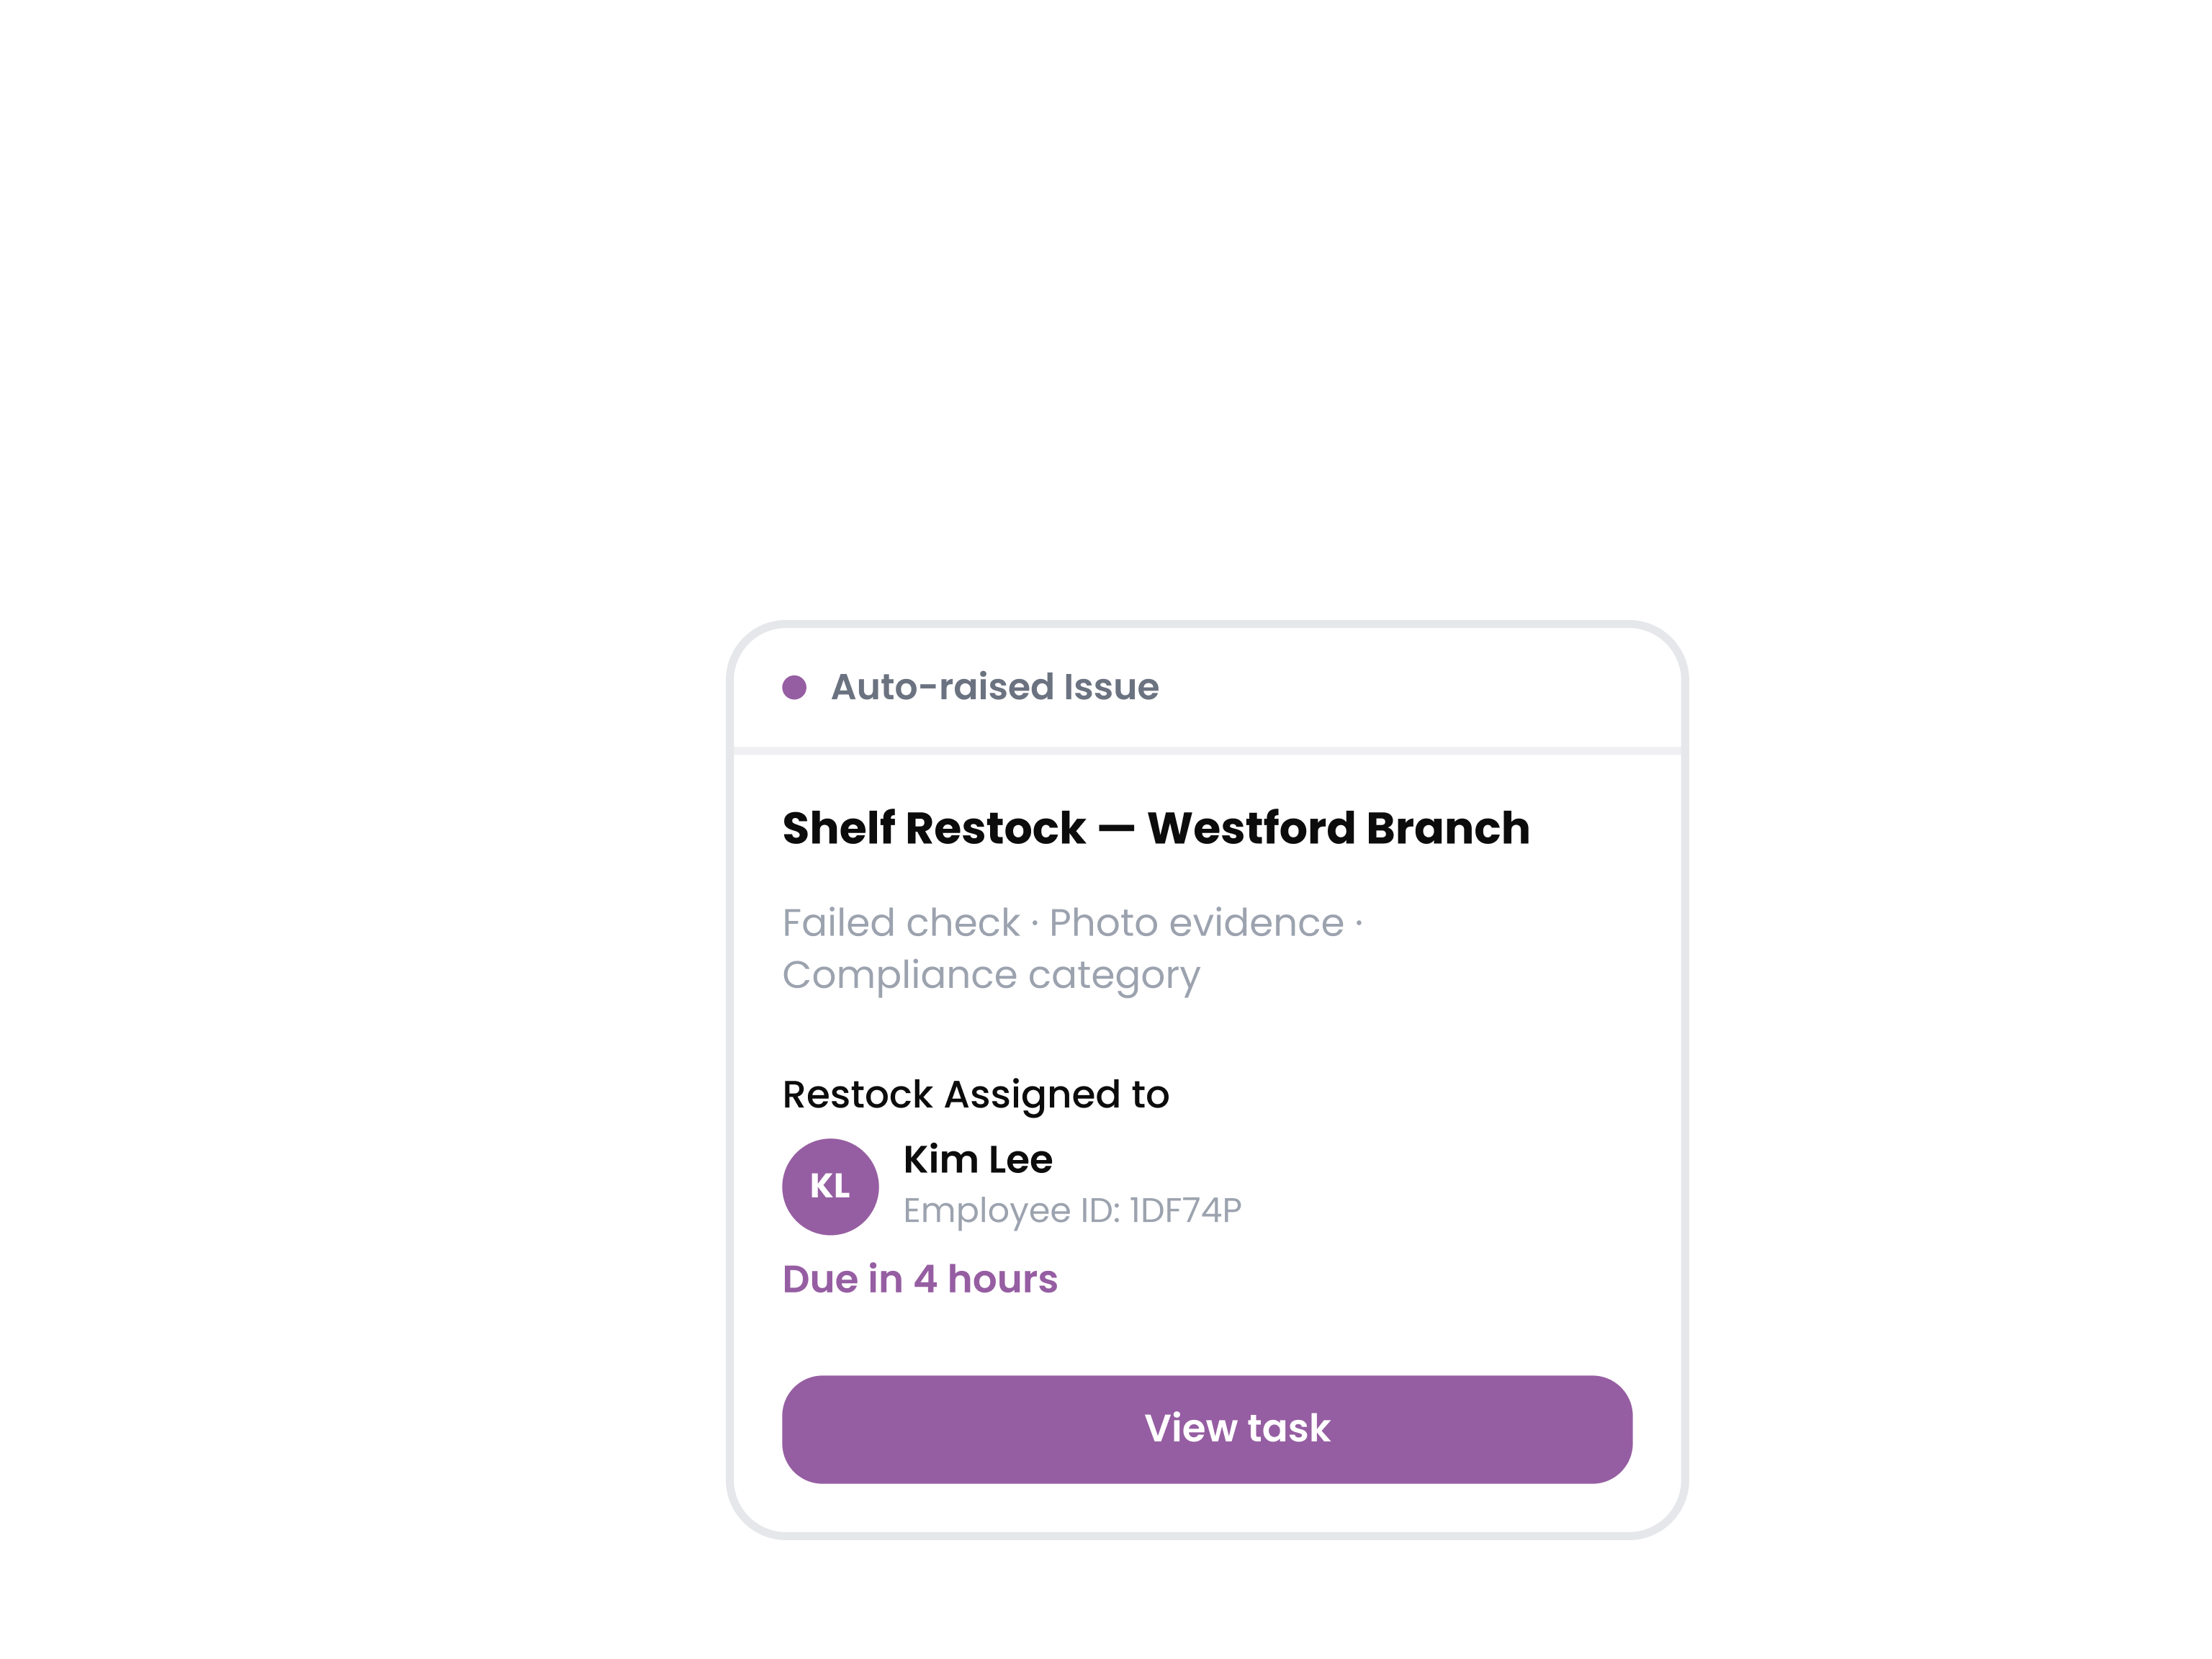 Auto-raised Issue
Shelf Restock — Westford Branch
Failed check · Photo evidence ·
Compliance category
Restock Assigned to
KL
Kim Lee
Employee ID: 1DF74P
Due in 4 hours
View task